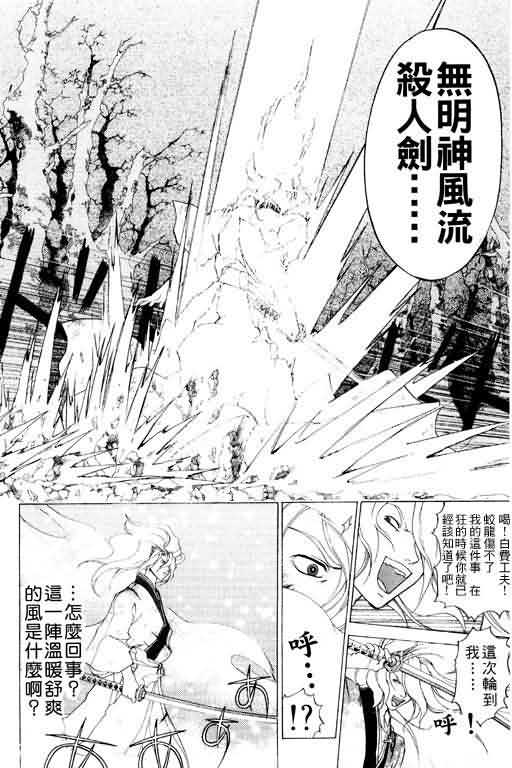 無明神風流
殺人劍……
喝！白費工夫！
蛟龍傷不了
我的這件事 在
狂的時候你就已
經該知道了吧！
這次輪到
我…
呼！
呼…
!?
…怎麼回事？
這一陣溫暖舒爽
的風是什麼啊？